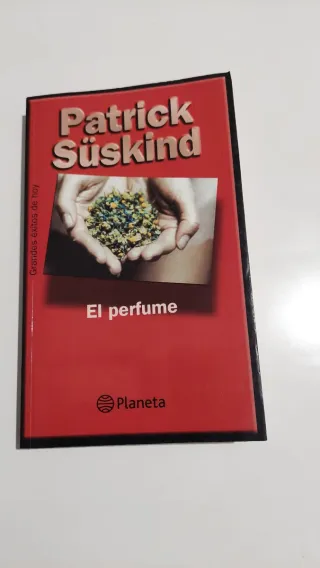 Patrick
Süskind
Grandes éxitos de hoy
El perfume
Planeta